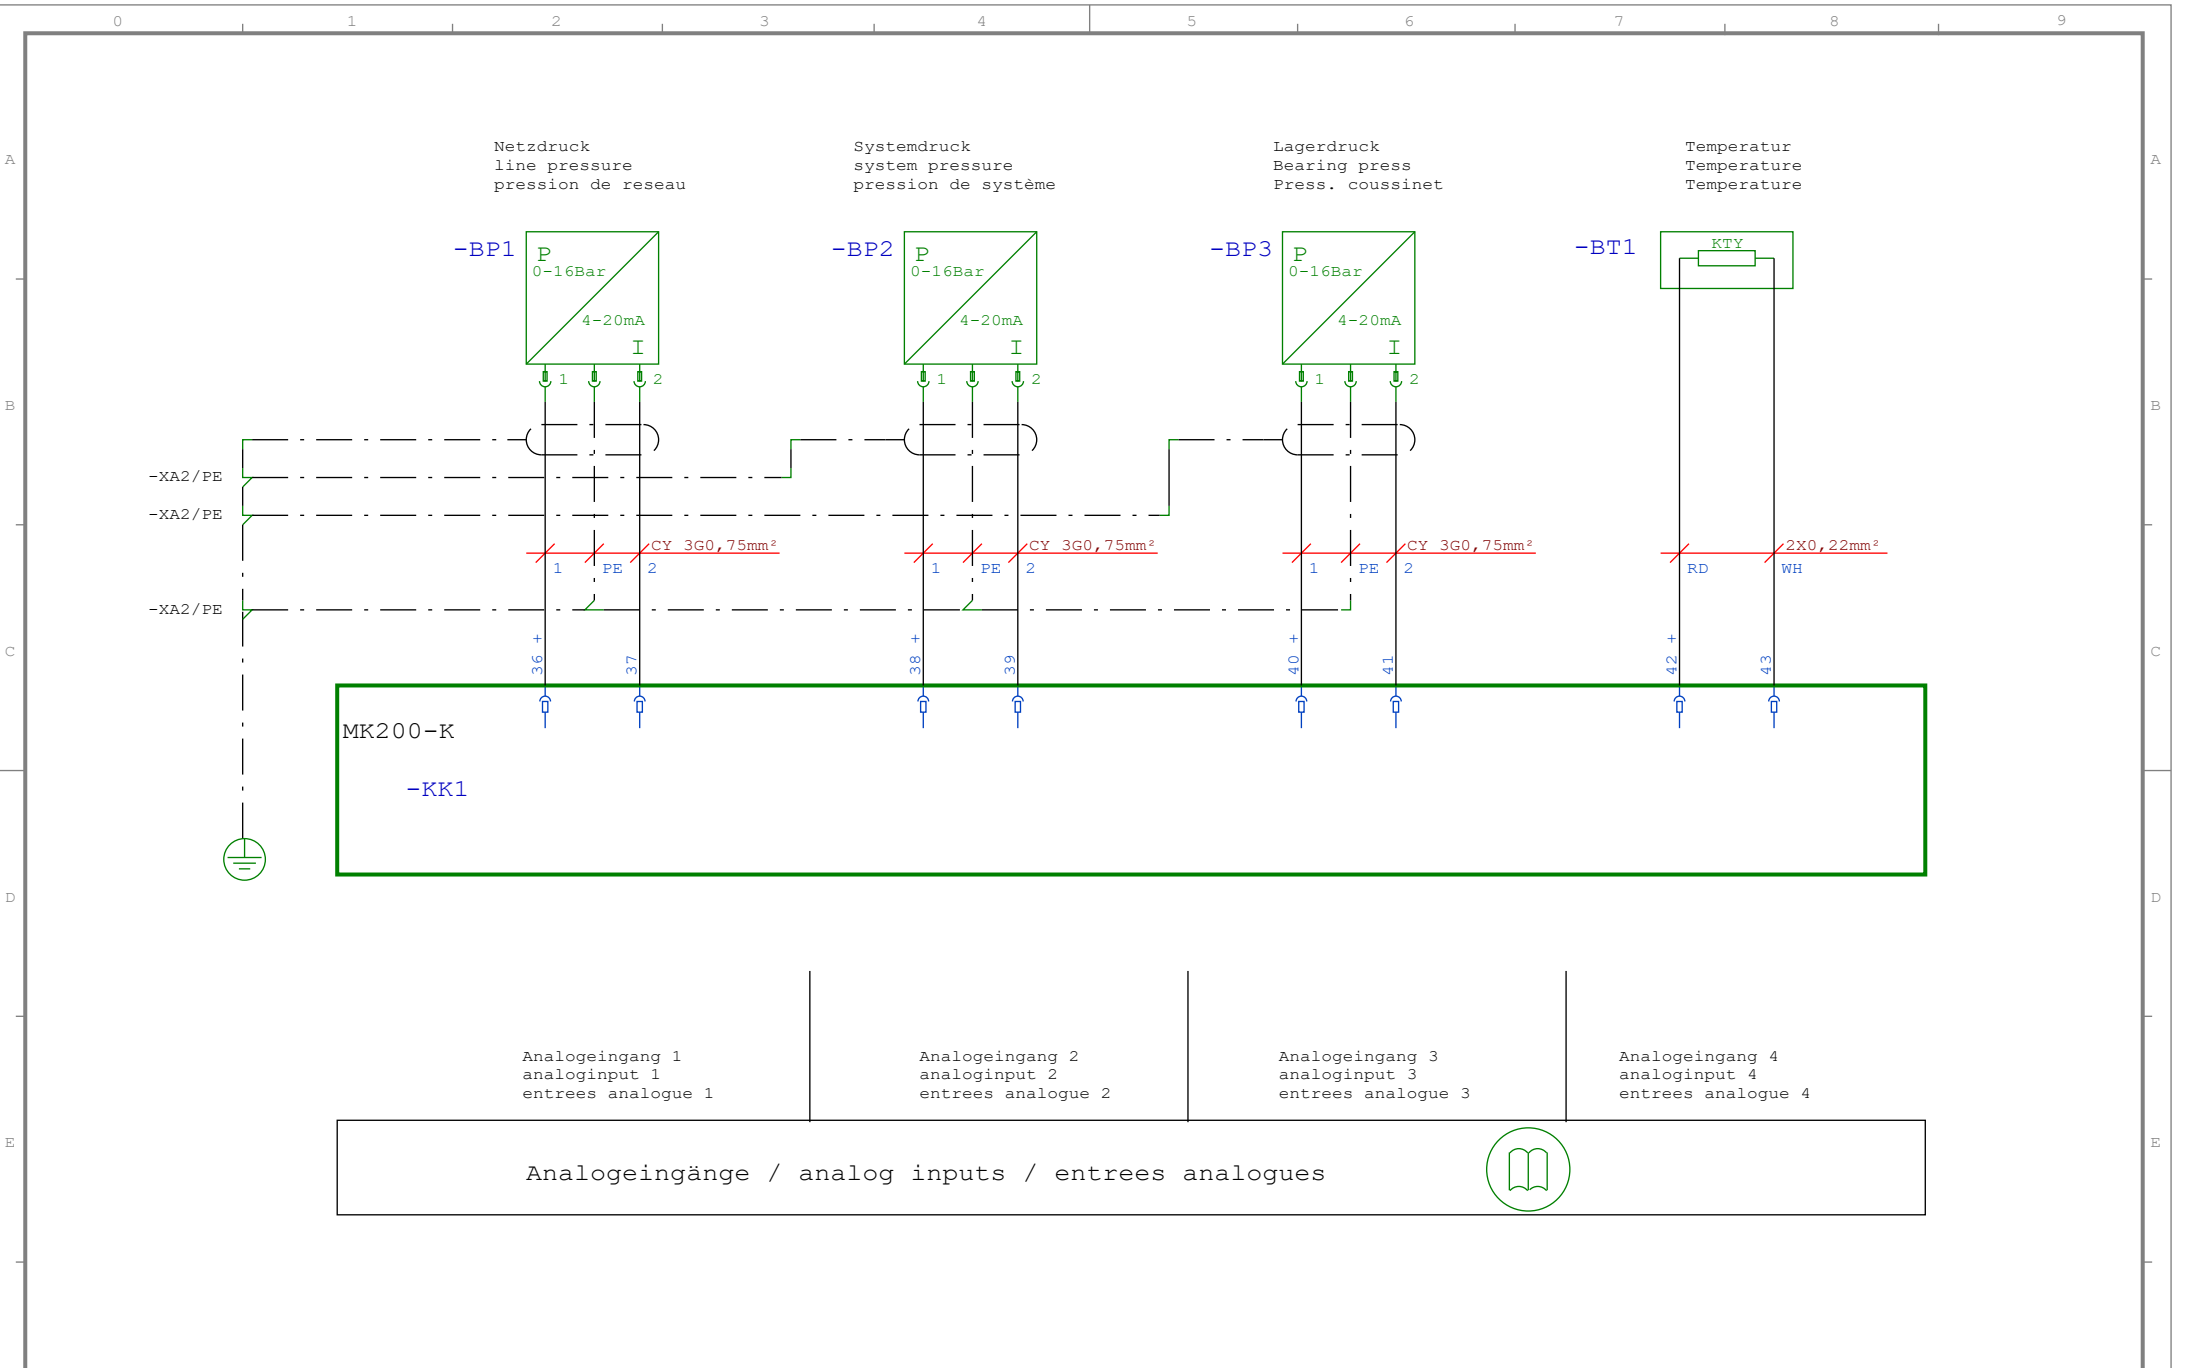 0 1 2 3 4 5 6 7 8 9
A A
Netzdruck
line pressure
pression de reseau
Systemdruck
system pressure
pression de système
Lagerdruck
Bearing press
Press. coussinet
Temperatur
Temperature
Temperature
-BP1
P
0-16Bar
4-20mA
I
1 2
-BP2
P
0-16Bar
4-20mA
I
1 2
-BP3
P
0-16Bar
4-20mA
I
1 2
-BT1
KTY
B B
-XA2/PE
-XA2/PE
CY 3G0,75mm²
1 PE 2
CY 3G0,75mm²
1 PE 2
CY 3G0,75mm²
1 PE 2
2X0,22mm²
RD WH
-XA2/PE
C C
36 + 37 38 + 39 40 + 41 42 + 43
MK200-K
-KK1
D D
Analogeingang 1
analoginput 1
entrees analogue 1
Analogeingang 2
analoginput 2
entrees analogue 2
Analogeingang 3
analoginput 3
entrees analogue 3
Analogeingang 4
analoginput 4
entrees analogue 4
E E
Analogeingänge / analog inputs / entrees analogues